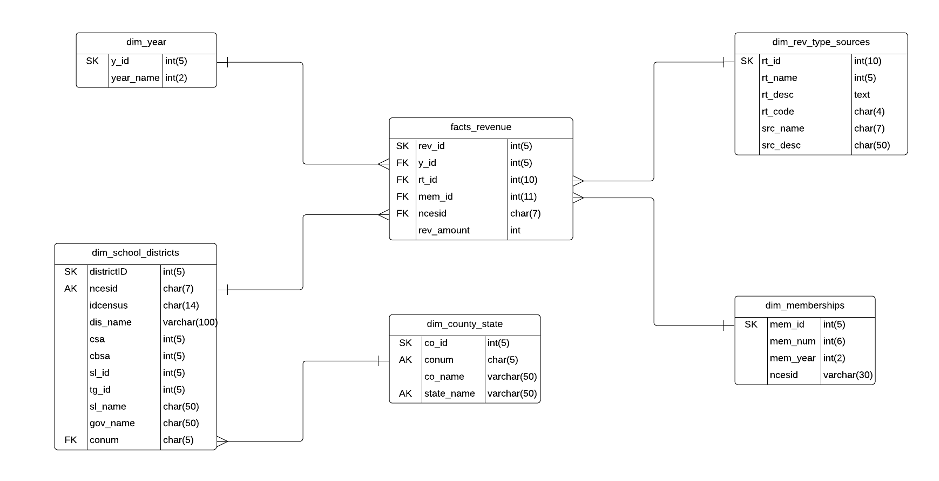 dim_year
SK y_id int(5)
year_name int(2)
dim_rev_type_sources
SK rt_id int(10)
rt_name int(5)
rt_desc text
rt_code char(4)
src_name char(7)
src_desc char(50)
facts_revenue
SK rev_id int(5)
FK y_id int(5)
FK rt_id int(10)
FK mem_id int(11)
FK ncesid char(7)
rev_amount int
dim_school_districts
SK districtID int(5)
AK ncesid char(7)
idcensus char(14)
dis_name varchar(100)
csa int(5)
cbsa int(5)
sl_id int(5)
tg_id int(5)
sl_name char(50)
gov_name char(50)
FK conum char(5)
dim_county_state
SK co_id int(5)
AK conum char(5)
co_name varchar(50)
AK state_name varchar(50)
dim_memberships
SK mem_id int(5)
mem_num int(6)
mem_year int(2)
ncesid varchar(30)